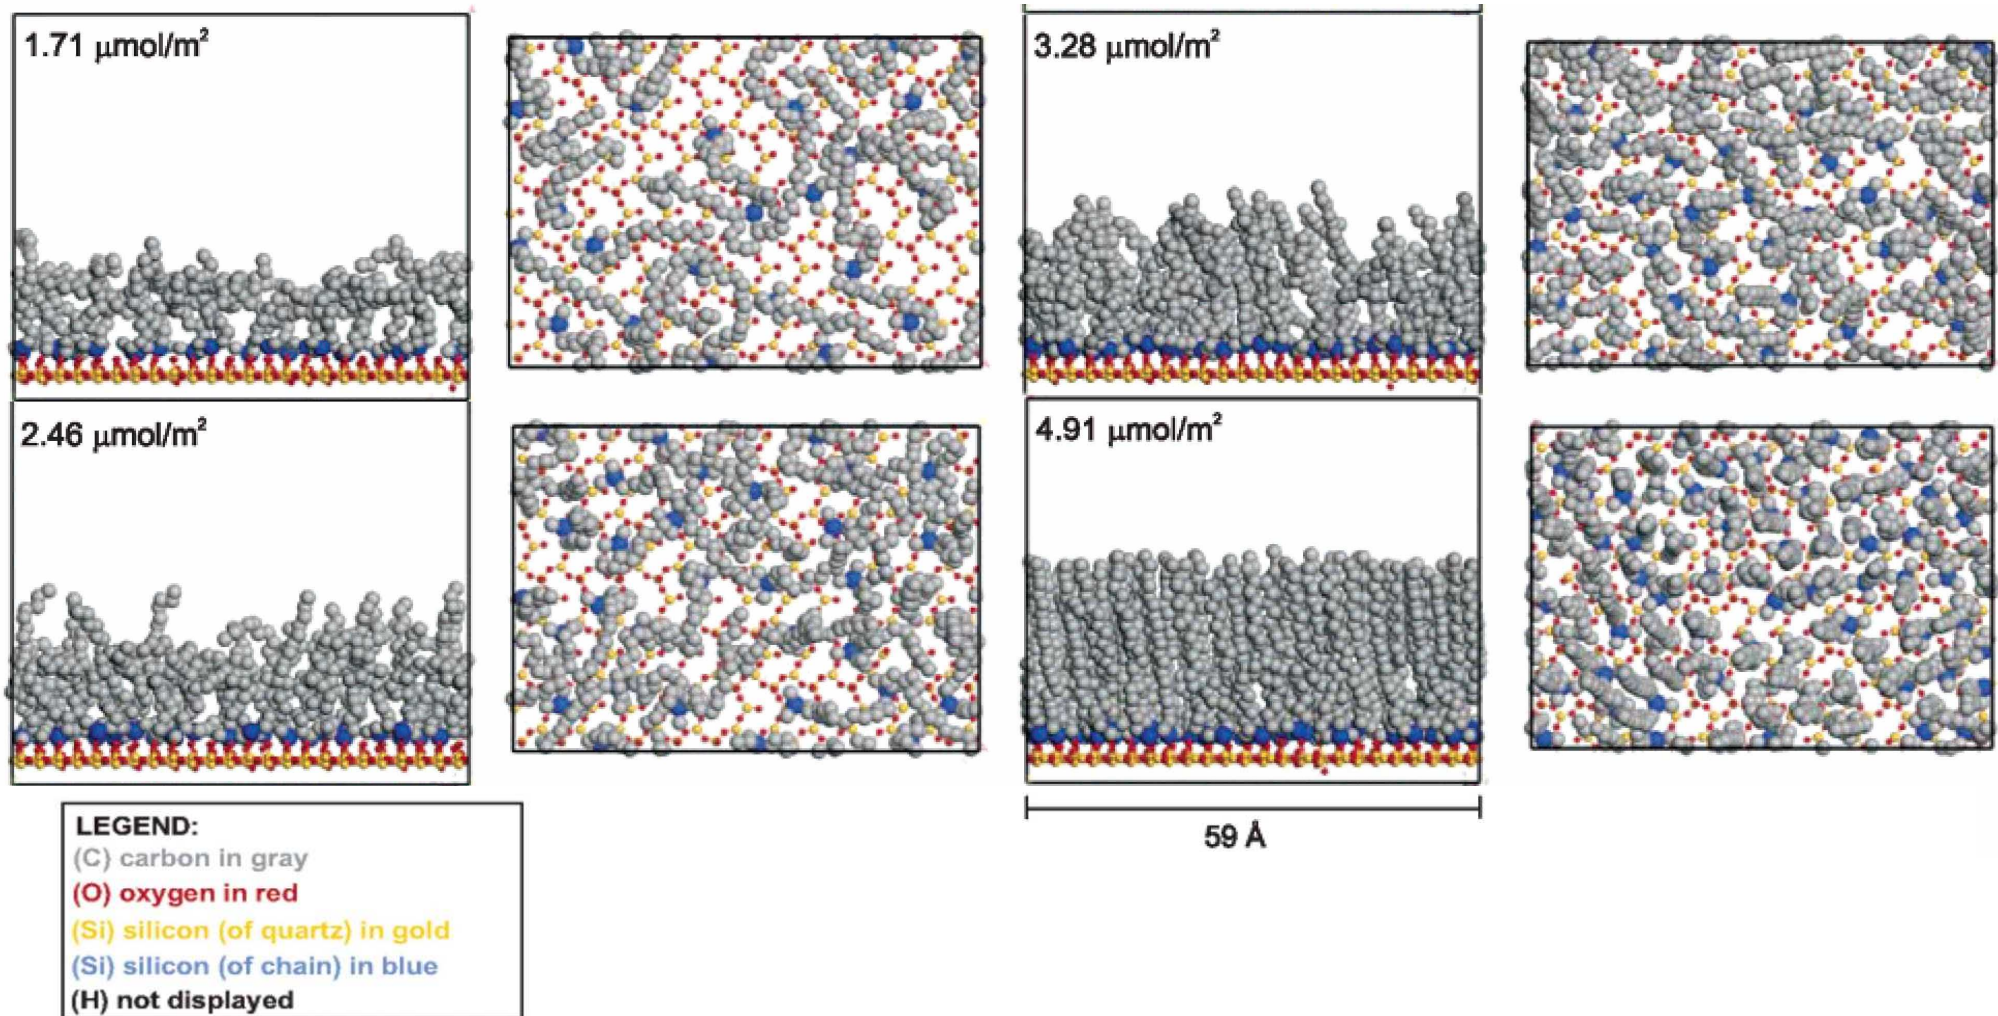 1.71 μmol/m²
3.28 μmol/m²
2.46 μmol/m²
4.91 μmol/m²
59 Å
LEGEND:
(C) carbon in gray
(O) oxygen in red
(Si) silicon (of quartz) in gold
(Si) silicon (of chain) in blue
(H) not displayed